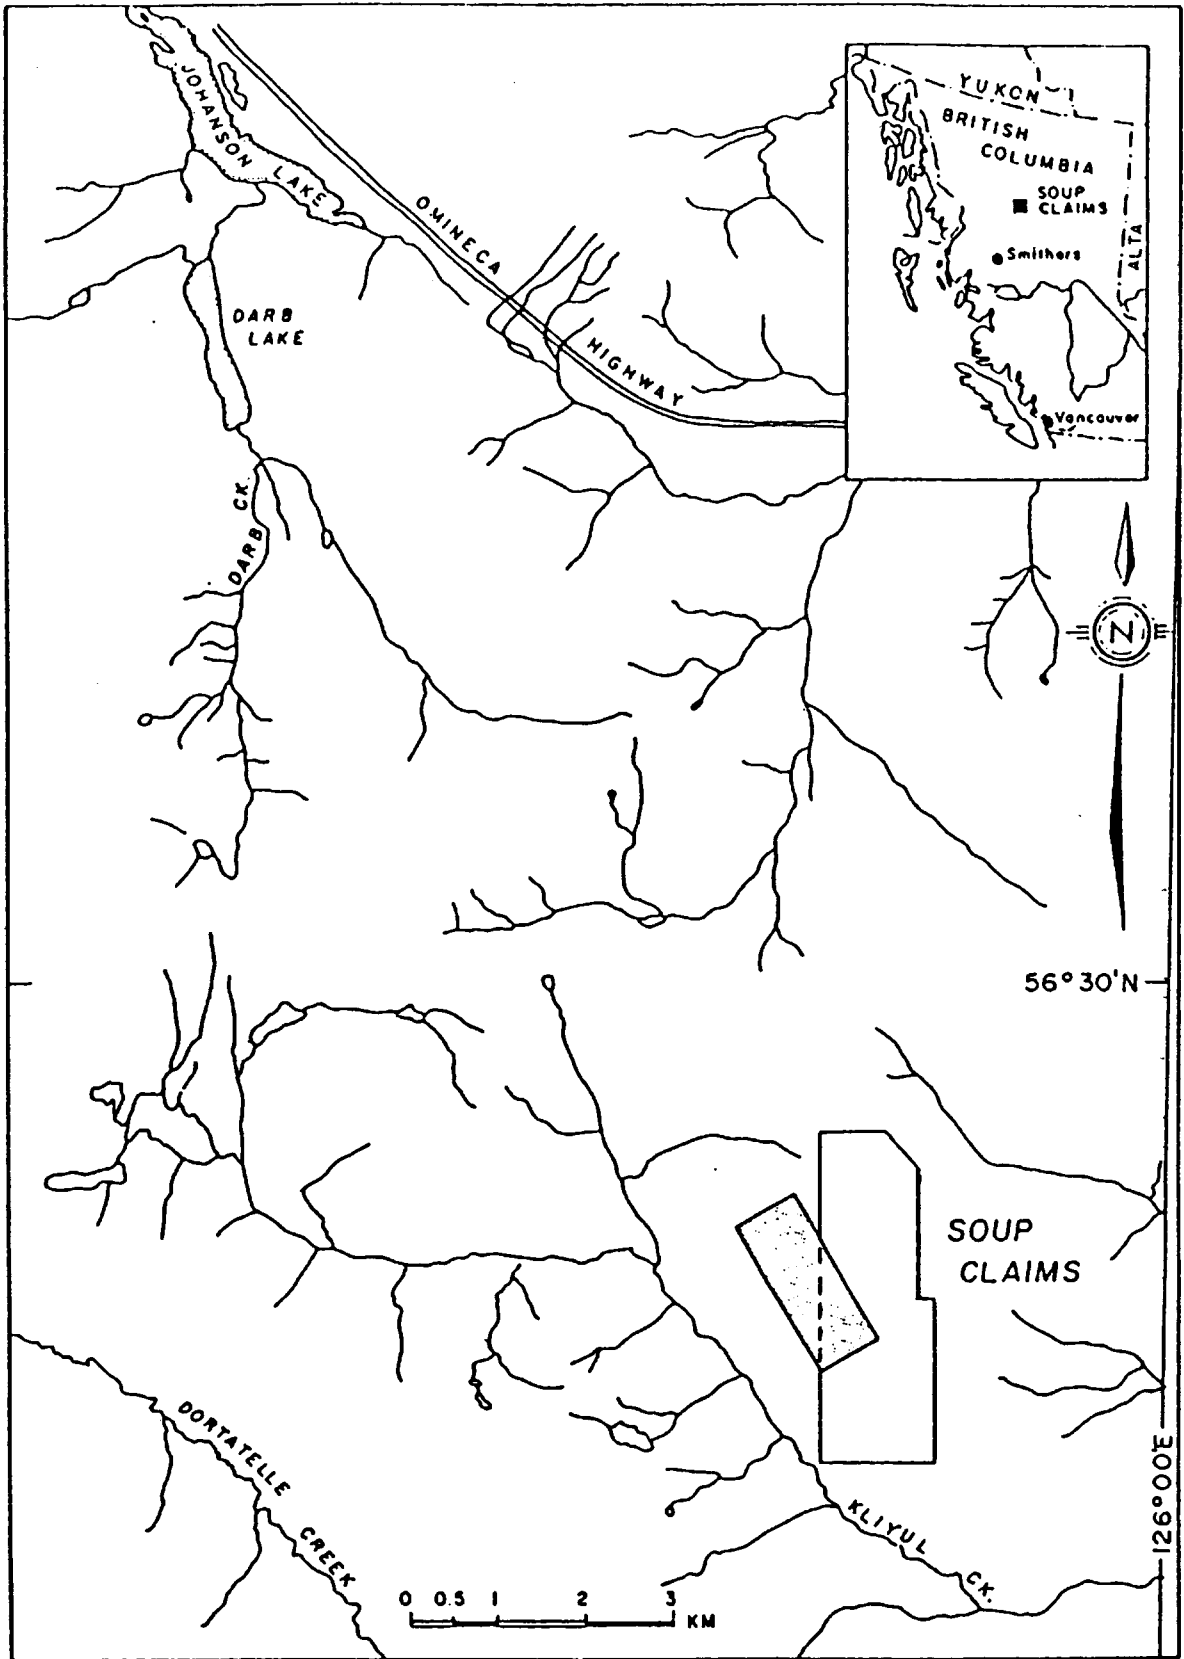 JOHANSON LAKE
OMINECA HIGHWAY
DARB
LAKE
DARB CK.
YUKON
BRITISH
COLUMBIA
SOUP
CLAIMS
ALTA
Smithers
Vancouver
N
56°30'N
SOUP
CLAIMS
DORTATELLE CREEK
KLIYUL CK.
126°00'E
0 0.5 1 2 3
KM